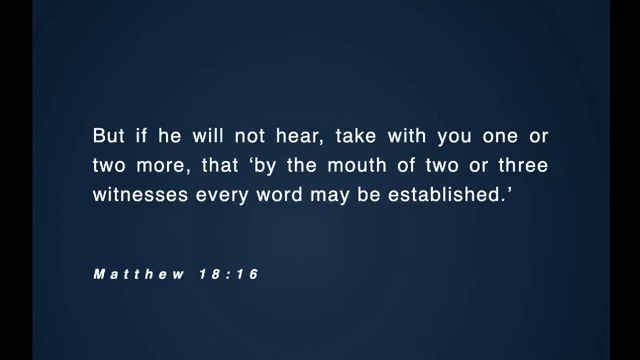 But if he will not hear, take with you one or
two more, that ‘by the mouth of two or three
witnesses every word may be established.’
Matthew 18:16